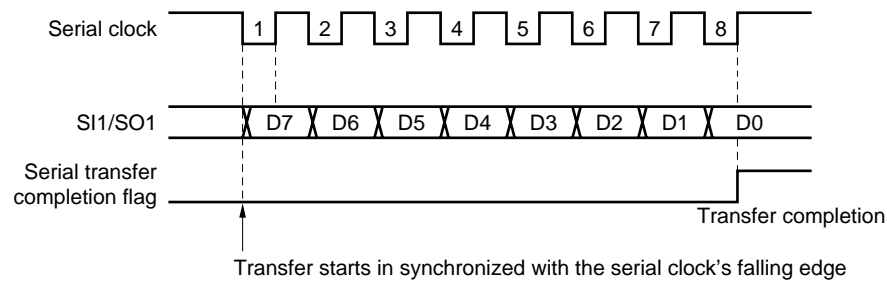 Serial clock 1 2 3 4 5 6 7 8
SI1/SO1 D7 D6 D5 D4 D3 D2 D1 D0
Serial transfer
completion flag
Transfer completion
Transfer starts in synchronized with the serial clock's falling edge